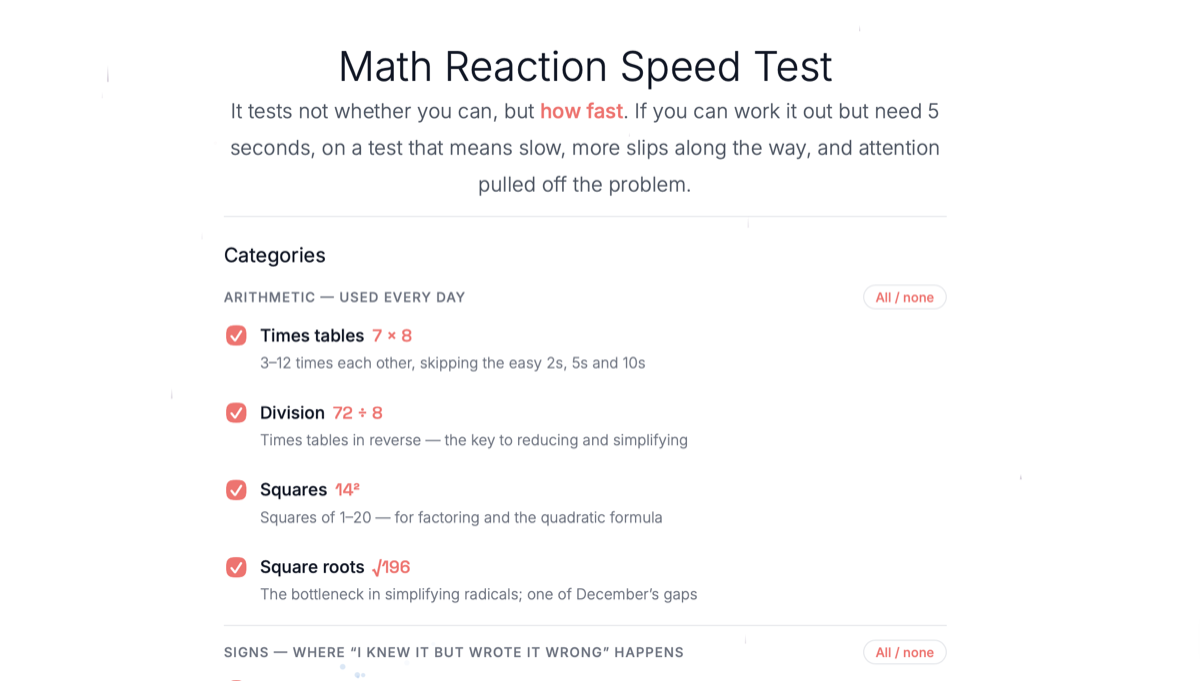 Math Reaction Speed Test
It tests not whether you can, but how fast. If you can work it out but need 5
seconds, on a test that means slow, more slips along the way, and attention
pulled off the problem.
Categories
ARITHMETIC — USED EVERY DAY
All / none
Times tables 7 × 8
3–12 times each other, skipping the easy 2s, 5s and 10s
Division 72 ÷ 8
Times tables in reverse — the key to reducing and simplifying
Squares 14²
Squares of 1–20 — for factoring and the quadratic formula
Square roots √196
The bottleneck in simplifying radicals; one of December’s gaps
SIGNS — WHERE “I KNEW IT BUT WROTE IT WRONG” HAPPENS
All / none